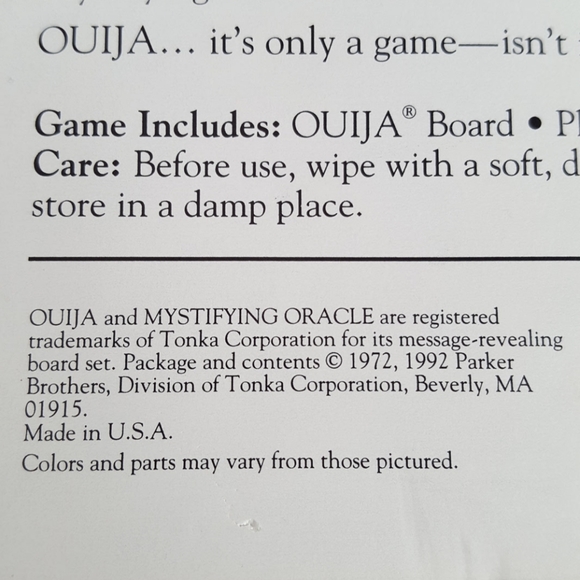 OUIJA... it's only a game—isn't
Game Includes: OUIJA® Board •
Care: Before use, wipe with a soft,
store in a damp place.
OUIJA and MYSTIFYING ORACLE are registered
trademarks of Tonka Corporation for its message-revealing
board set. Package and contents © 1972, 1992 Parker
Brothers, Division of Tonka Corporation, Beverly, MA
01915.
Made in U.S.A.
Colors and parts may vary from those pictured.